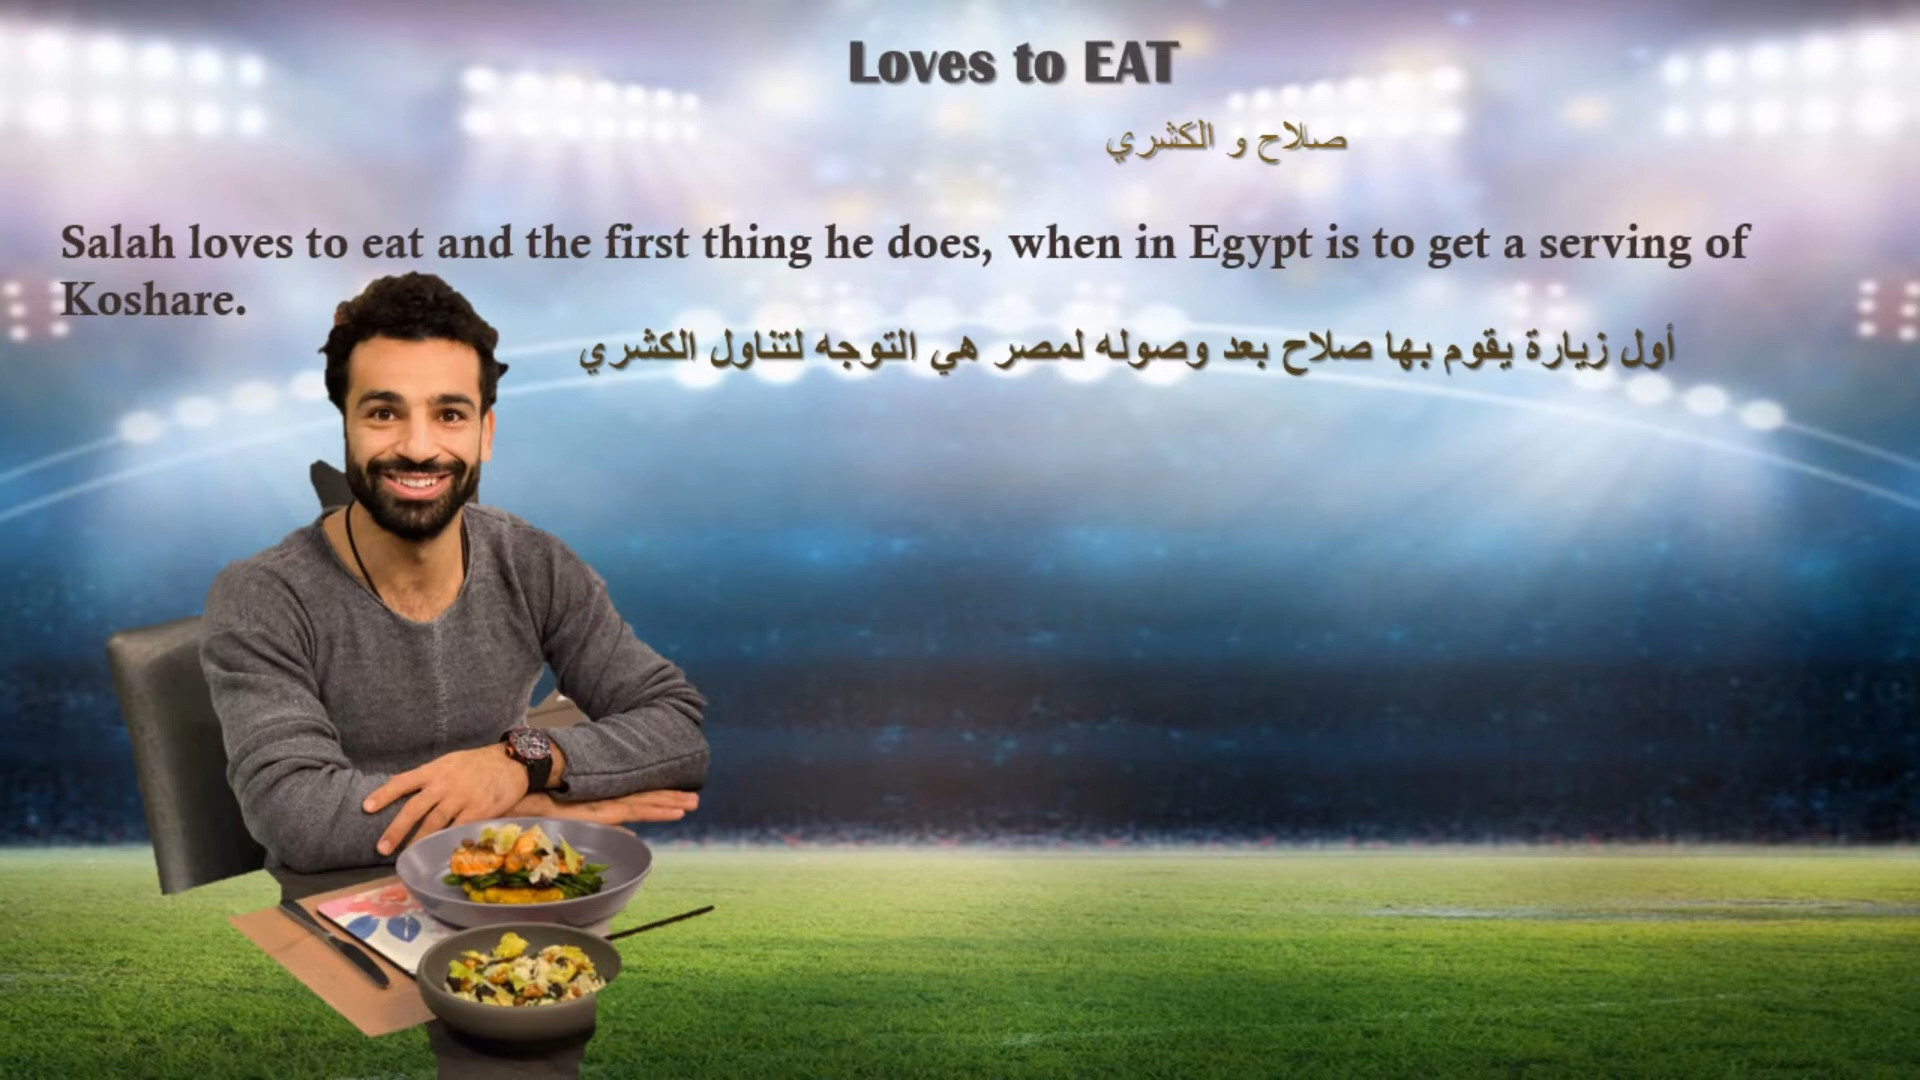 Loves to EAT
صلاح و الكشري
Salah loves to eat and the first thing he does, when in Egypt is to get a serving of
Koshare.
أول زيارة يقوم بها صلاح بعد وصوله لمصر هي التوجه لتناول الكشري